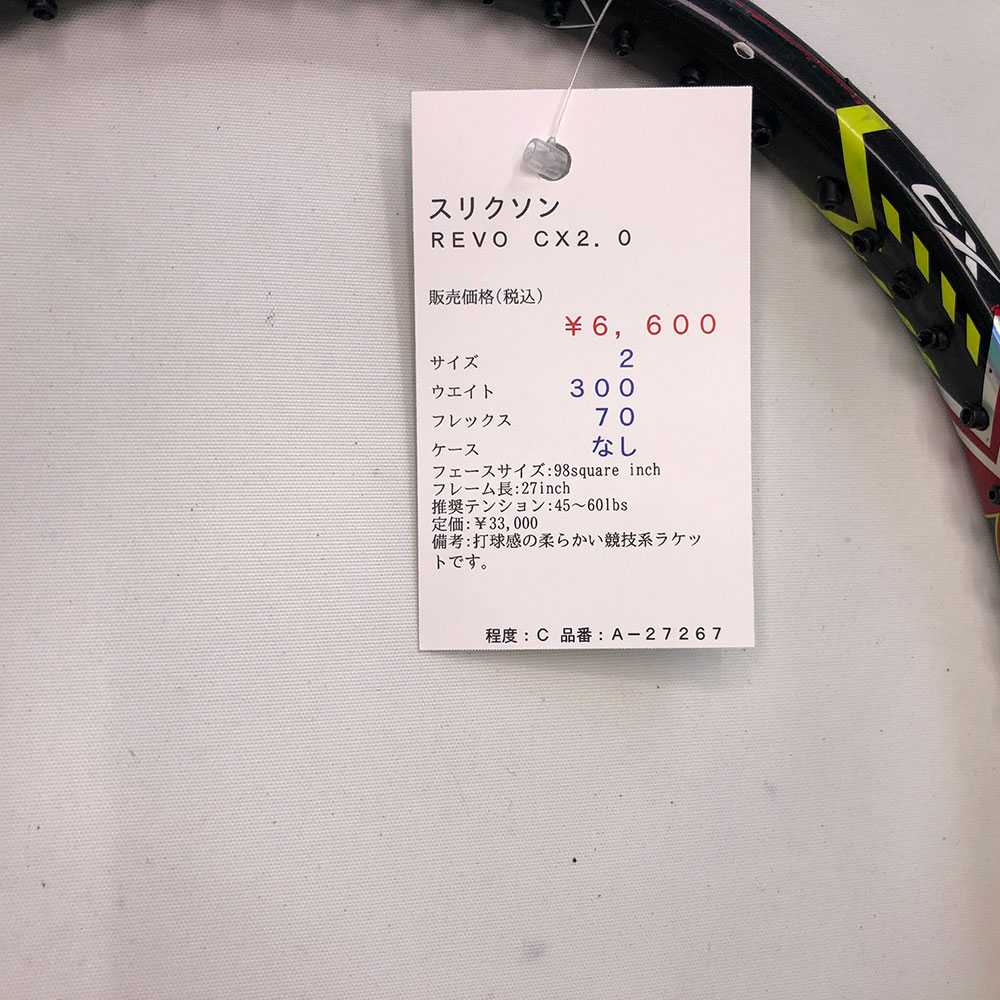 スリクソン
ＲＥＶＯ　ＣＸ２．０
販売価格(税込)
￥６，６００
サイズ　２
ウエイト　３００
フレックス　７０
ケース　なし
フェースサイズ:98square inch
フレーム長:27inch
推奨テンション:45～60lbs
定価:￥33,000
備考:打球感の柔らかい競技系ラケッ
トです。
程度：Ｃ 品番：Ａ－２７２６７
CX